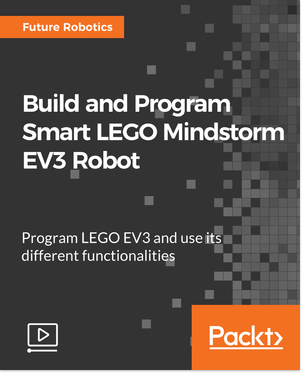 Future Robotics
Build and Program
Smart LEGO Mindstorm
EV3 Robot
Program LEGO EV3 and use its
different functionalities
Packt>